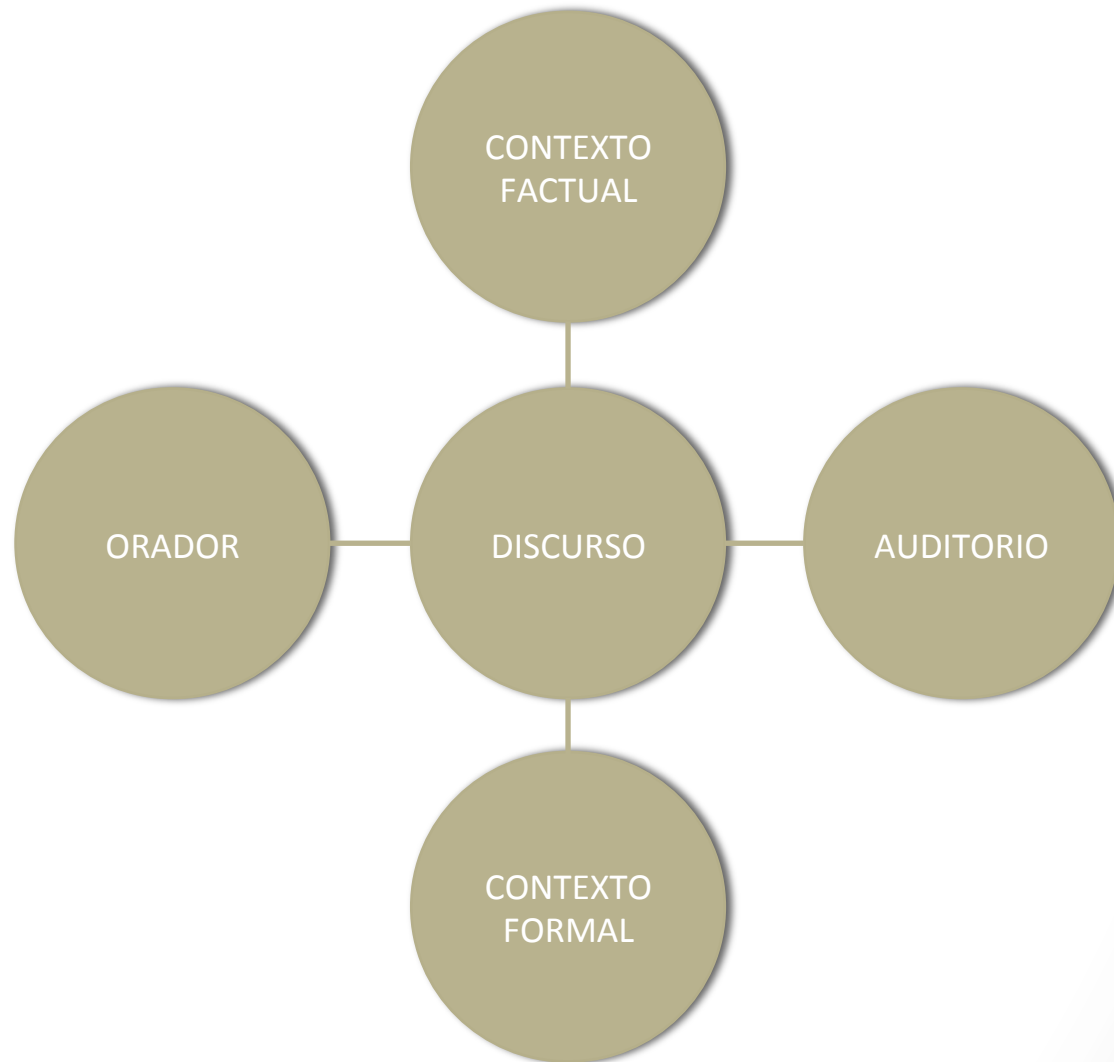 CONTEXTO
FACTUAL
ORADOR
DISCURSO
AUDITORIO
CONTEXTO
FORMAL